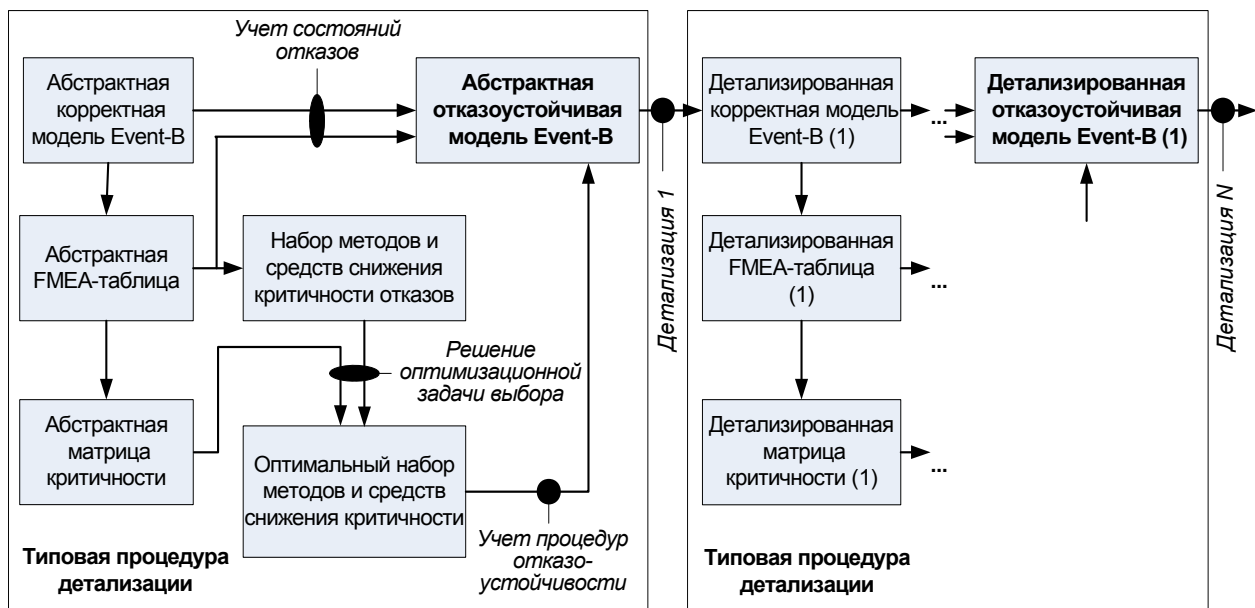 Учет состояний
отказов
Абстрактная
корректная
модель Event-B
Абстрактная
отказоустойчивая
модель Event-B
Абстрактная
FMEA-таблица
Набор методов и
средств снижения
критичности отказов
Решение
оптимизационной
задачи выбора
Абстрактная
матрица
критичности
Оптимальный набор
методов и средств
снижения критичности
Учет процедур
отказо-
устойчивости
Типовая процедура
детализации
Детализация 1
Детализированная
корректная модель
Event-B (1)
...
Детализированная
отказоустойчивая
модель Event-B (1)
Детализированная
FMEA-таблица
(1)
...
Детализированная
матрица
критичности (1)
...
Типовая процедура
детализации
Детализация N